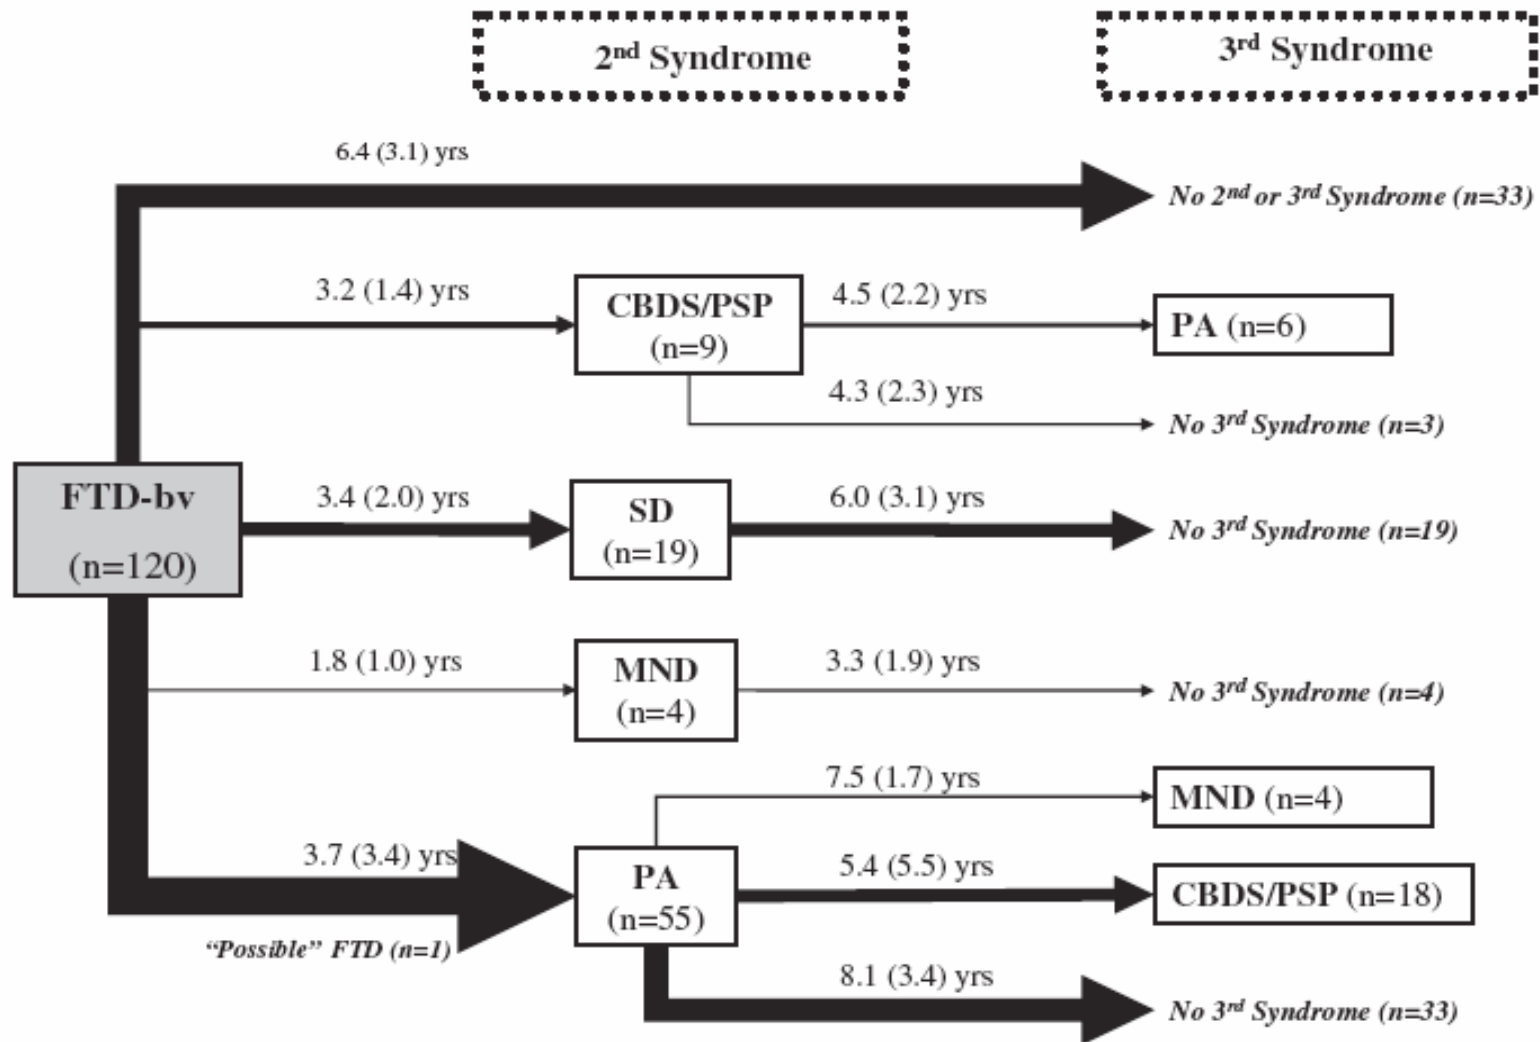 2nd Syndrome
3rd Syndrome
6.4 (3.1) yrs
No 2nd or 3rd Syndrome (n=33)
3.2 (1.4) yrs
CBDS/PSP
(n=9)
4.5 (2.2) yrs
PA (n=6)
4.3 (2.3) yrs
No 3rd Syndrome (n=3)
FTD-bv
(n=120)
3.4 (2.0) yrs
SD
(n=19)
6.0 (3.1) yrs
No 3rd Syndrome (n=19)
1.8 (1.0) yrs
MND
(n=4)
3.3 (1.9) yrs
No 3rd Syndrome (n=4)
7.5 (1.7) yrs
MND (n=4)
3.7 (3.4) yrs
PA
(n=55)
5.4 (5.5) yrs
CBDS/PSP (n=18)
“Possible” FTD (n=1)
8.1 (3.4) yrs
No 3rd Syndrome (n=33)